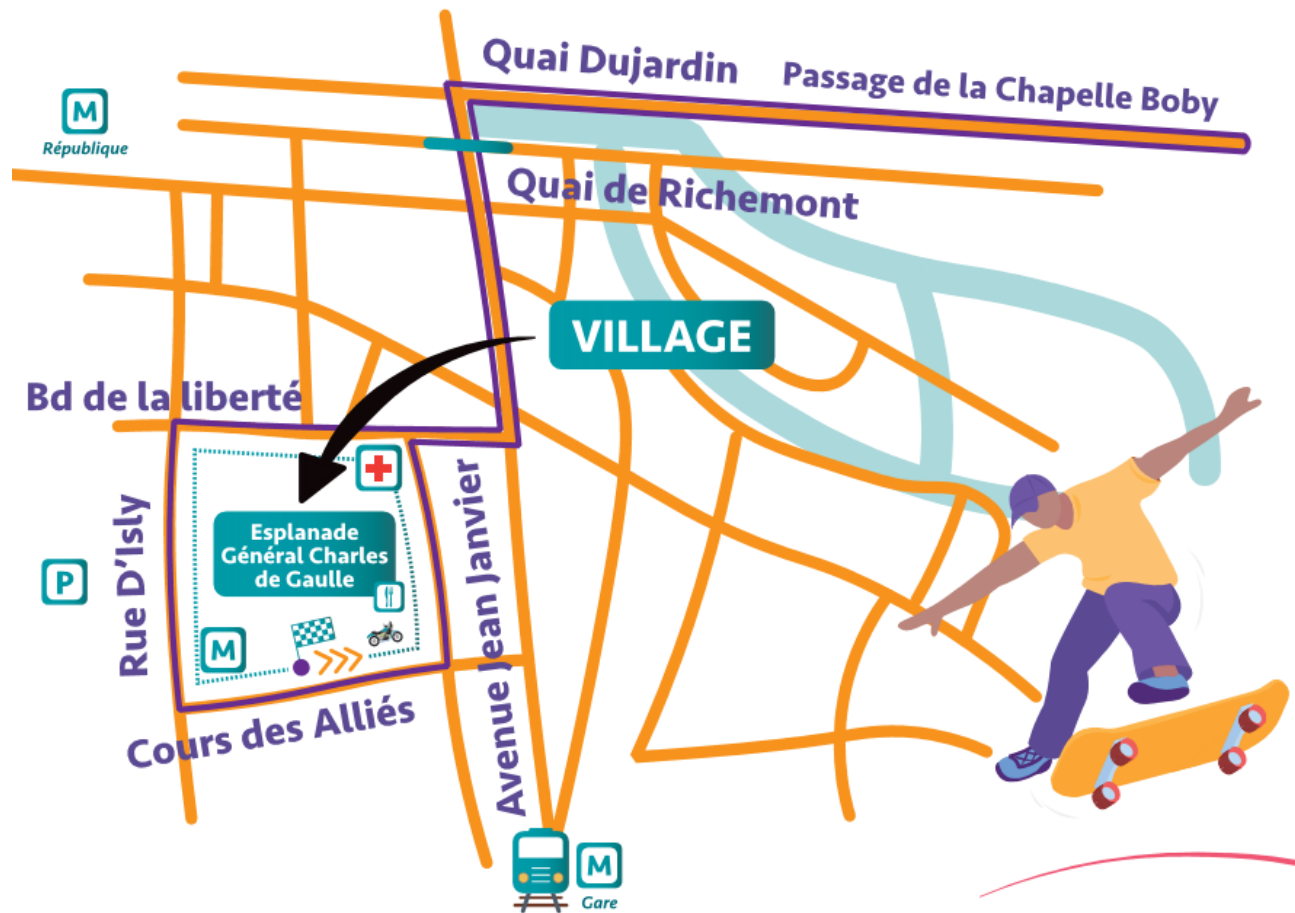 Quai Dujardin
Passage de la Chapelle Boby
M
République
Quai de Richemont
VILLAGE
Bd de la liberté
Rue D'Isly
P
Esplanade
Général Charles
de Gaulle
M
Avenue Jean Janvier
Cours des Alliés
M
Gare